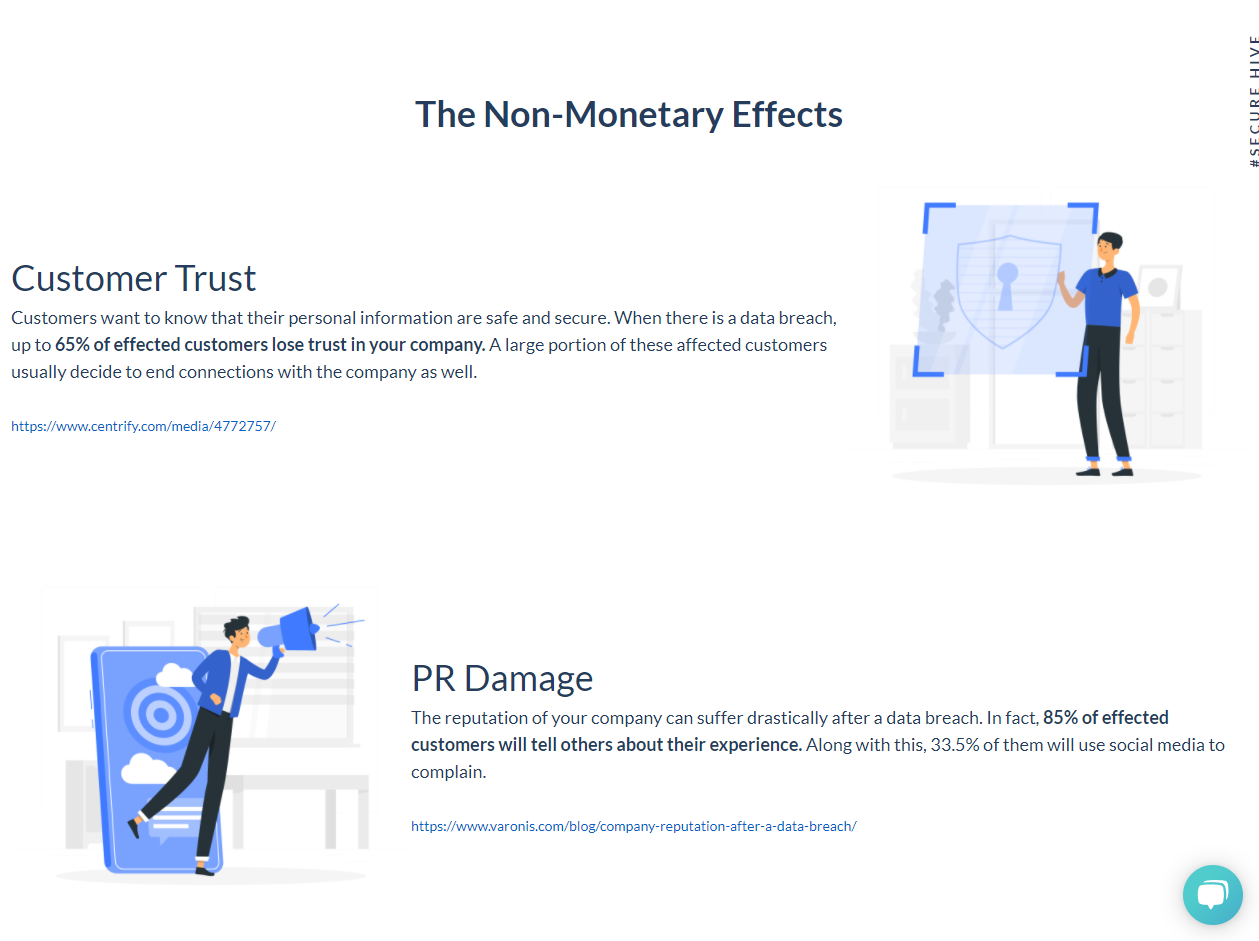 #SECURE HIVE
The Non-Monetary Effects
Customer Trust
Customers want to know that their personal information are safe and secure. When there is a data breach,
up to 65% of effected customers lose trust in your company. A large portion of these affected customers
usually decide to end connections with the company as well.
https://www.centrify.com/media/4772757/
PR Damage
The reputation of your company can suffer drastically after a data breach. In fact, 85% of effected
customers will tell others about their experience. Along with this, 33.5% of them will use social media to
complain.
https://www.varonis.com/blog/company-reputation-after-a-data-breach/